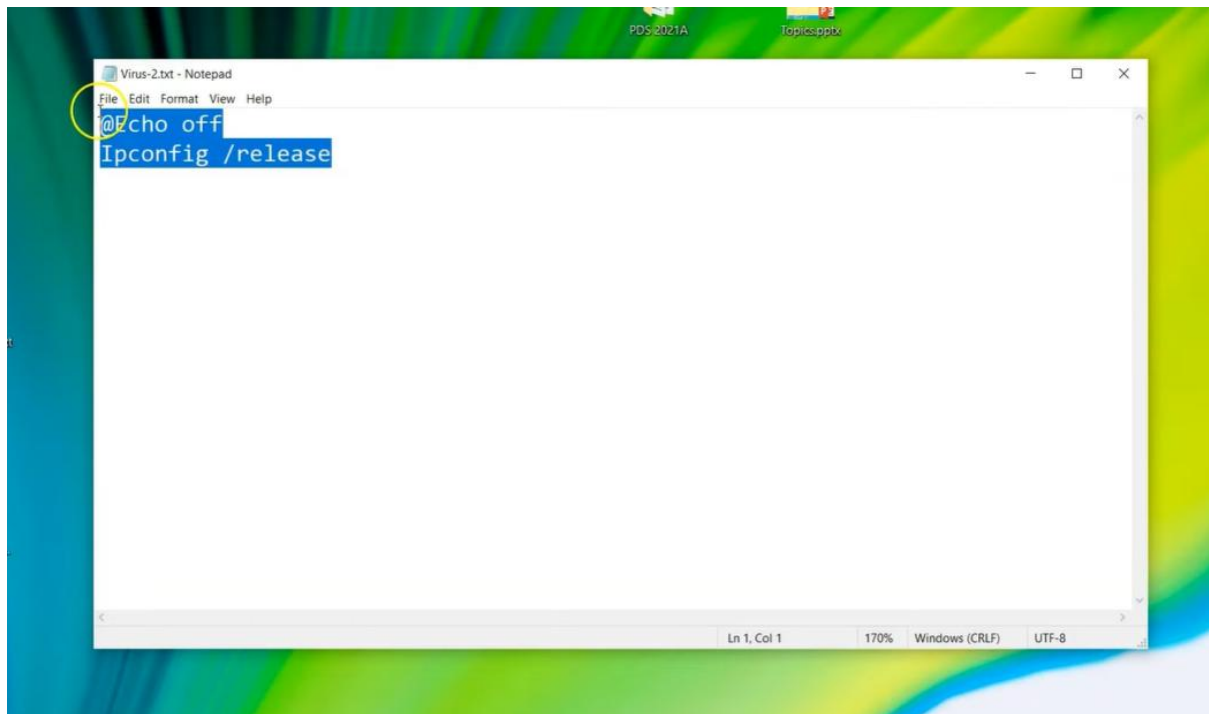 PDS 2021A
Topics.pptx
Virus-2.txt - Notepad
File Edit Format View Help
@Echo off
Ipconfig /release
Ln 1, Col 1 170% Windows (CRLF) UTF-8